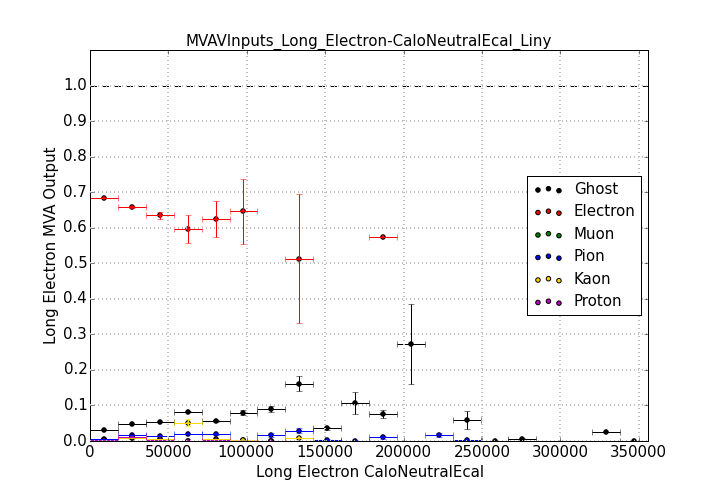 MVAVInputs_Long_Electron-CaloNeutralEcal_Liny
Long Electron MVA Output
1.0
0.9
0.8
0.7
0.6
0.5
0.4
0.3
0.2
0.1
0.0
Ghost
Electron
Muon
Pion
Kaon
Proton
0 50000 100000 150000 200000 250000 300000 350000
Long Electron CaloNeutralEcal